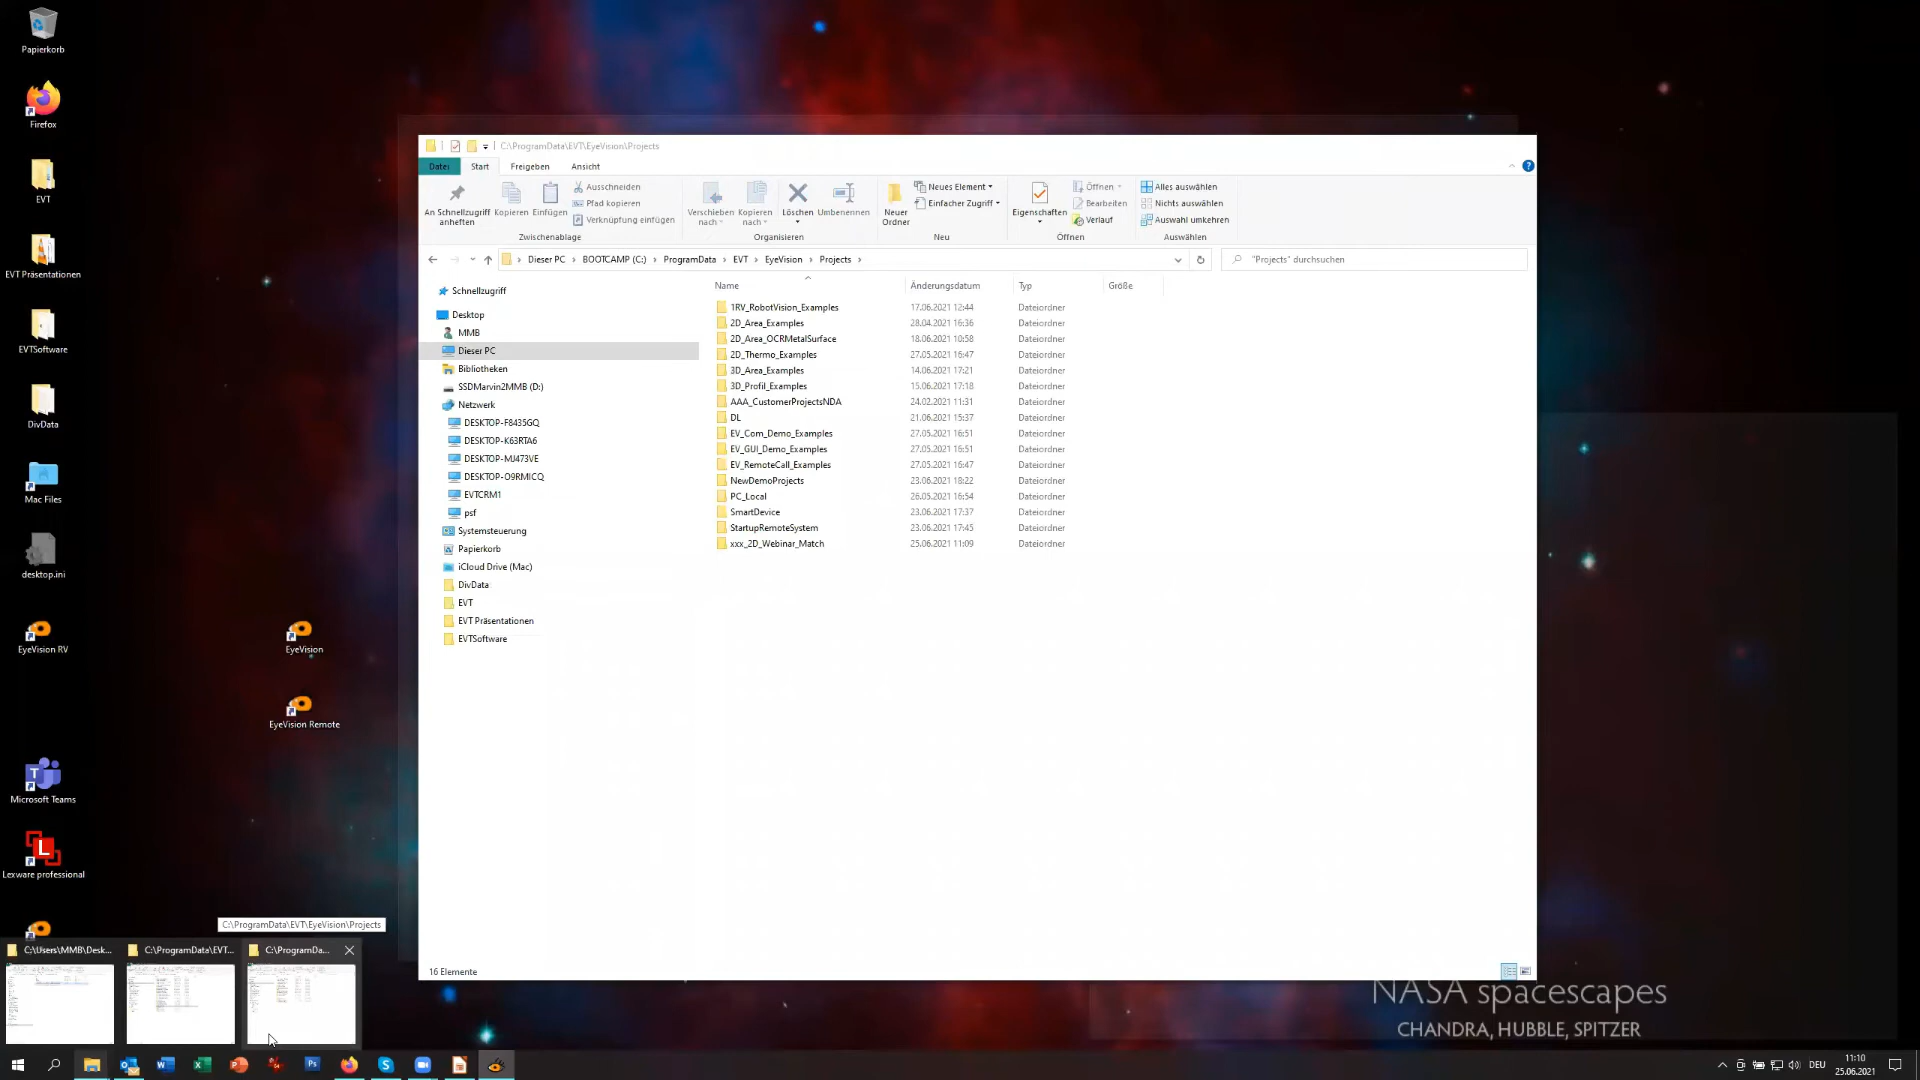 Papierkorb
Firefox
EVT
EVT Präsentationen
EVTSoftware
DivData
Mac Files
desktop.ini
EyeVision RV
EyeVision
EyeVision Remote
Microsoft Teams
Lexware professional
C:\ProgramData\EVT\EyeVision\Projects
Datei Start Freigeben Ansicht
An Schnellzugriff anheften
Kopieren
Einfügen
Ausschneiden
Pfad kopieren
Verknüpfung einfügen
Zwischenablage
Verschieben nach
Kopieren nach
Löschen
Umbenennen
Organisieren
Neuer Ordner
Neues Element
Einfacher Zugriff
Neu
Eigenschaften
Öffnen
Bearbeiten
Verlauf
Öffnen
Alles auswählen
Nichts auswählen
Auswahl umkehren
Auswählen
Dieser PC › BOOTCAMP (C:) › ProgramData › EVT › EyeVision › Projects ›
"Projects" durchsuchen
Schnellzugriff
Desktop
MMB
Dieser PC
Bibliotheken
SSDMarvin2MMB (D:)
Netzwerk
DESKTOP-F8435GQ
DESKTOP-K63RTA6
DESKTOP-MJ473VE
DESKTOP-O9RMICQ
EVTCRM1
psf
Systemsteuerung
Papierkorb
iCloud Drive (Mac)
DivData
EVT
EVT Präsentationen
EVTSoftware
Name Änderungsdatum Typ Größe
1RV_RobotVision_Examples 17.06.2021 12:44 Dateiordner
2D_Area_Examples 28.04.2021 16:36 Dateiordner
2D_Area_OCRMetalSurface 18.06.2021 10:58 Dateiordner
2D_Thermo_Examples 27.05.2021 16:47 Dateiordner
3D_Area_Examples 14.06.2021 17:21 Dateiordner
3D_Profil_Examples 15.06.2021 17:18 Dateiordner
AAA_CustomerProjectsNDA 24.02.2021 11:31 Dateiordner
DL 21.06.2021 15:37 Dateiordner
EV_Com_Demo_Examples 27.05.2021 16:51 Dateiordner
EV_GUI_Demo_Examples 27.05.2021 16:51 Dateiordner
EV_RemoteCall_Examples 27.05.2021 16:47 Dateiordner
NewDemoProjects 23.06.2021 18:22 Dateiordner
PC_Local 26.05.2021 16:54 Dateiordner
SmartDevice 23.06.2021 17:37 Dateiordner
StartupRemoteSystem 23.06.2021 17:45 Dateiordner
xxx_2D_Webinar_Match 25.06.2021 11:09 Dateiordner
16 Elemente
C:\ProgramData\EVT\EyeVision\Projects
C:\Users\MMB\Desk...
C:\ProgramData\EVT...
C:\ProgramDa...
NASA spacescapes
CHANDRA, HUBBLE, SPITZER
DEU
11:10
25.06.2021